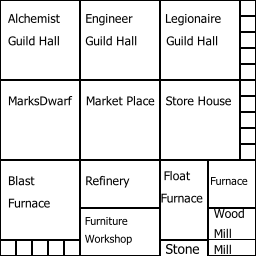 Alchemist
Guild Hall
Engineer
Guild Hall
Legionaire
Guild Hall
MarksDwarf
Market Place
Store House
Blast
Furnace
Refinery
Furniture
Workshop
Float
Furnace
Furnace
Wood
Mill
Stone
Mill